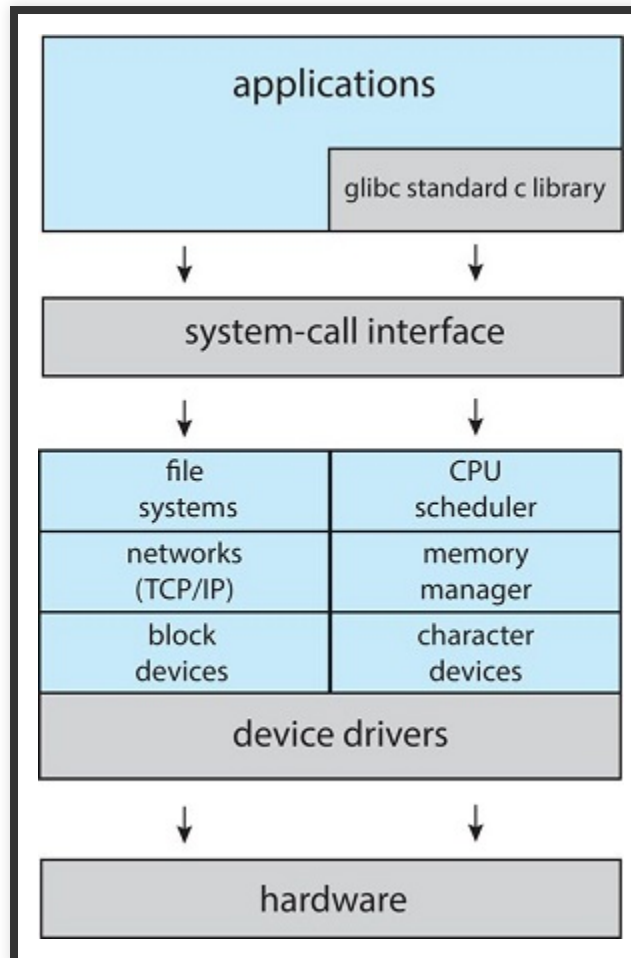 applications
glibc standard c library
system-call interface
file
systems
CPU
scheduler
networks
(TCP/IP)
memory
manager
block
devices
character
devices
device drivers
hardware